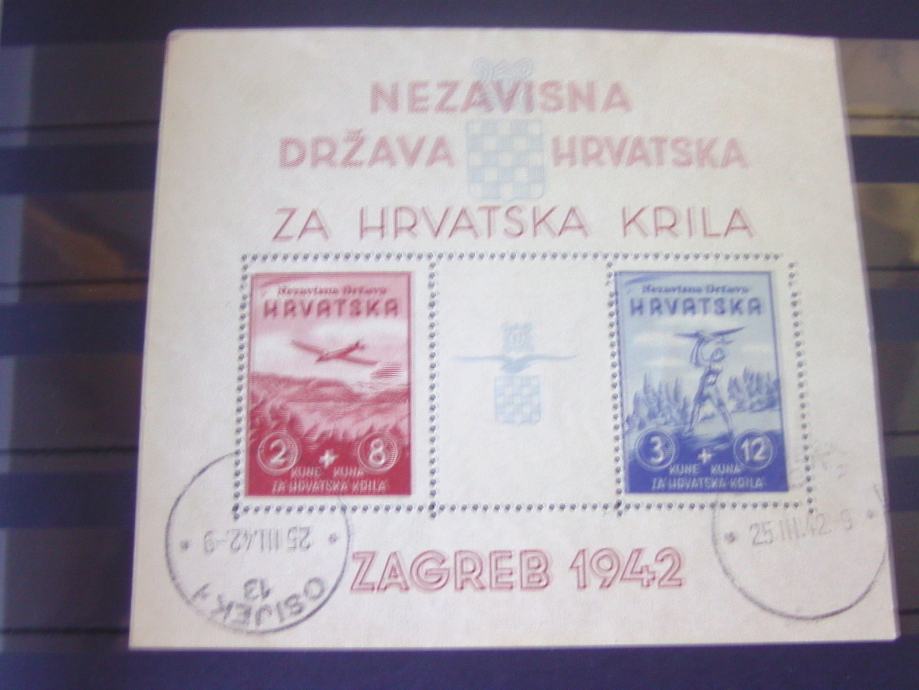 NEZAVISNA
DRŽAVA HRVATSKA
ZA HRVATSKA KRILA
Nezavisna Država
HRVATSKA
2 + 8
KUNE KUNA
ZA HRVATSKA KRILA
Nezavisna Država
HRVATSKA
3 + 12
KUNE KUNA
ZA HRVATSKA KRILA
25 III.42.-9
OSIJEK 1
13
25.III.42.-9
ZAGREB 1942